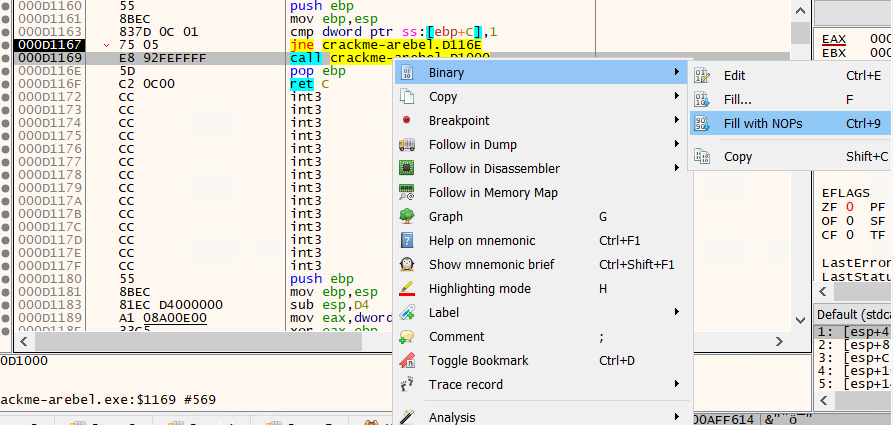 000D1160 55 push ebp
000D1161 8BEC mov ebp,esp
000D1163 837D 0C 01 cmp dword ptr ss:[ebp+C],1
000D1167 75 05 jne crackme-arebel.D116E
000D1169 E8 92FEFFFF call crackme-arebel.D1000
000D116E 5D pop ebp
000D116F C2 0C00 ret C
000D1172 CC int3
000D1173 CC int3
000D1174 CC int3
000D1175 CC int3
000D1176 CC int3
000D1177 CC int3
000D1178 CC int3
000D1179 CC int3
000D117A CC int3
000D117B CC int3
000D117C CC int3
000D117D CC int3
000D117E CC int3
000D117F CC int3
000D1180 55 push ebp
000D1181 8BEC mov ebp,esp
000D1183 81EC D4000000 sub esp,D4
000D1189 A1 08A00E00 mov eax,dword
000D118E 33C5 xor eax,ebp
Binary
Copy
Breakpoint
Follow in Dump
Follow in Disassembler
Follow in Memory Map
Graph G
Help on mnemonic Ctrl+F1
Show mnemonic brief Ctrl+Shift+F1
Highlighting mode H
Label
Comment ;
Toggle Bookmark Ctrl+D
Trace record
Analysis
Edit Ctrl+E
Fill... F
Fill with NOPs Ctrl+9
Copy Shift+C
EAX 000
EBX 000
EFLAGS
ZF 0 PF
OF 0 SF
CF 0 TF
LastError
LastStatu
Default (stdca
1: [esp+4
2: [esp+8
3: [esp+C
4: [esp+1
5: [esp+14
0D1000
ackme-arebel.exe:$1169 #569
00AFF614